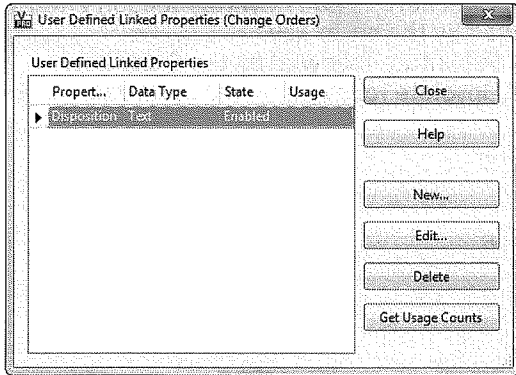 User Defined Linked Properties (Change Orders)
User Defined Linked Properties
Propert... Data Type State Usage
Disposition Text Enabled
Close
Help
New...
Edit...
Delete
Get Usage Counts